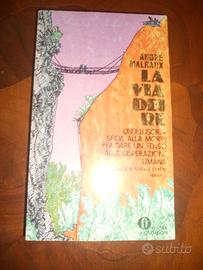 ANDRÉ
MALRAUX
LA
VIA DEI
RE
UN'ILLUSORIA
SFIDA ALLA MORTE
PER DARE UN SENSO
ALLA DISPERAZIONE
UMANA
subito